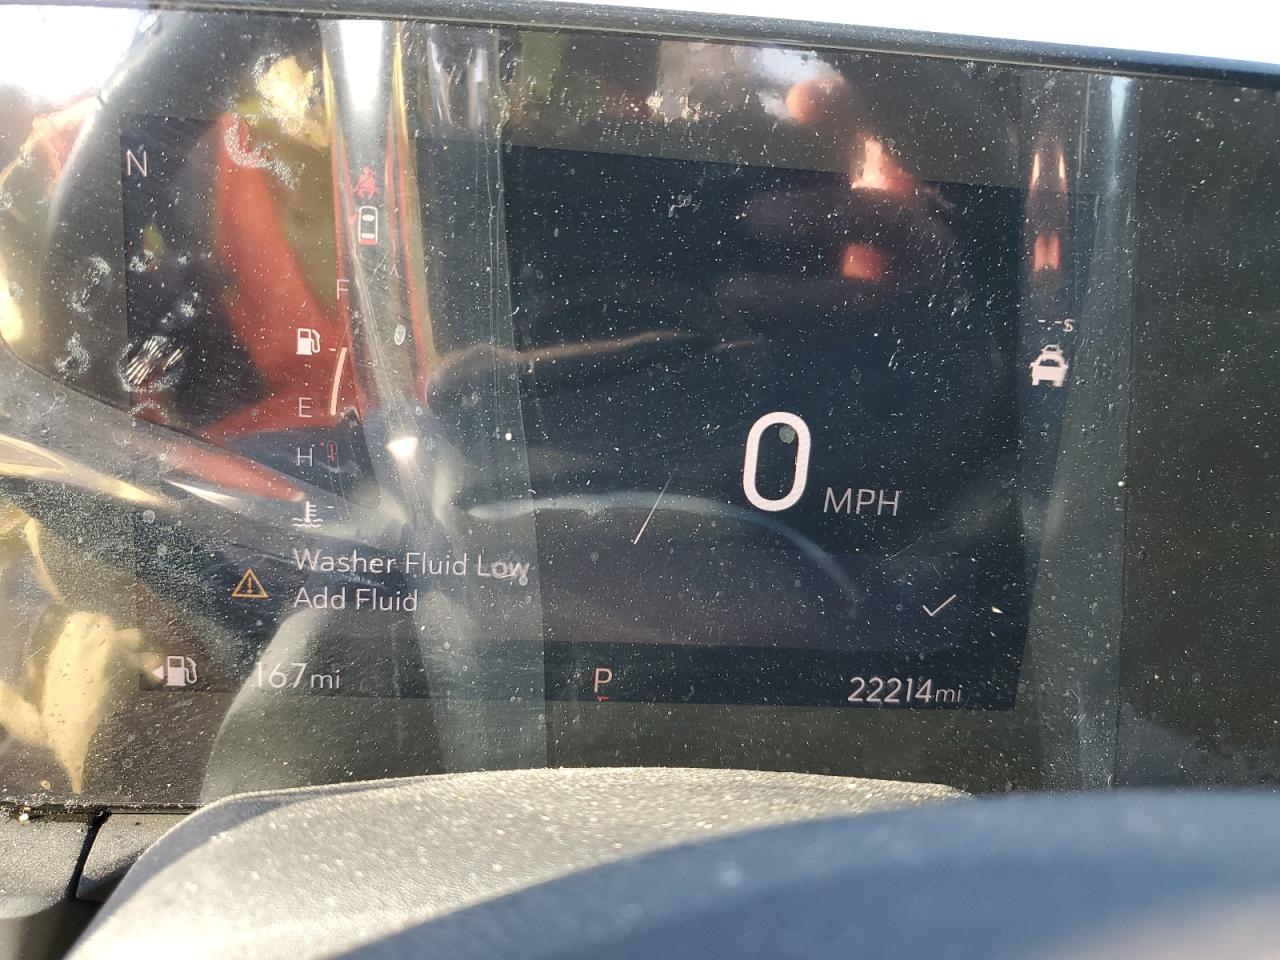 N
F
E
H
--s
0 MPH
Washer Fluid Low
Add Fluid
167mi
P
22214mi